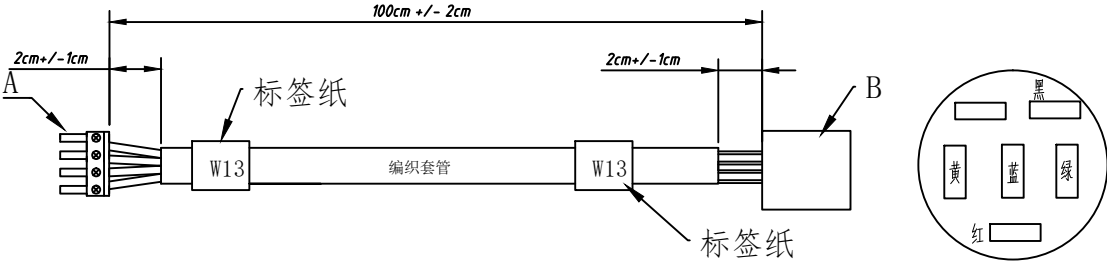 100cm +/- 2cm
2cm+/-1cm
2cm+/-1cm
A
标签纸
B
黑
W13
编织套管
W13
黄
蓝
绿
红
标签纸